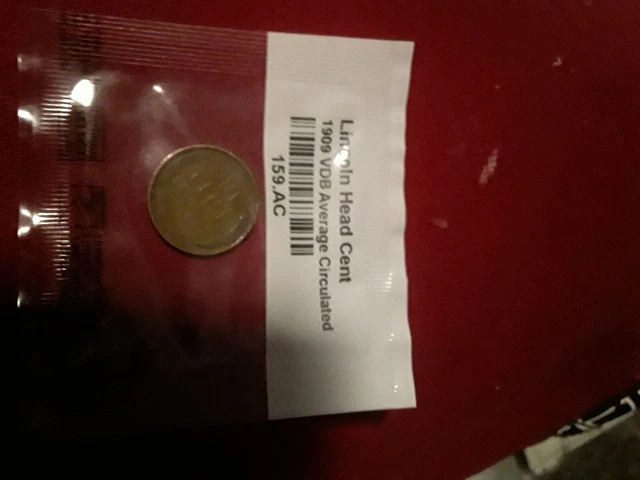 Lincoln Head Cent
1909 VDB Average Circulated
159.AC